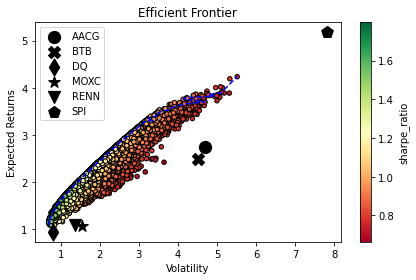 Efficient Frontier
AACG
BTB
DQ
MOXC
RENN
SPI
5
4
3
2
1
Expected Returns
1 2 3 4 5 6 7 8
Volatility
1.6
1.4
1.2
1.0
0.8
sharpe_ratio